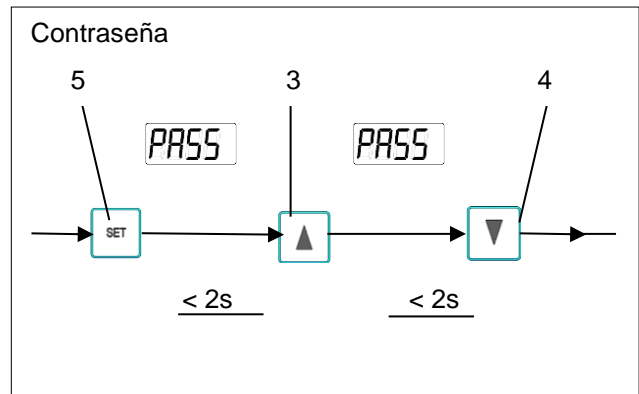 Contraseña
5 3 4
PASS PASS
SET
< 2s < 2s